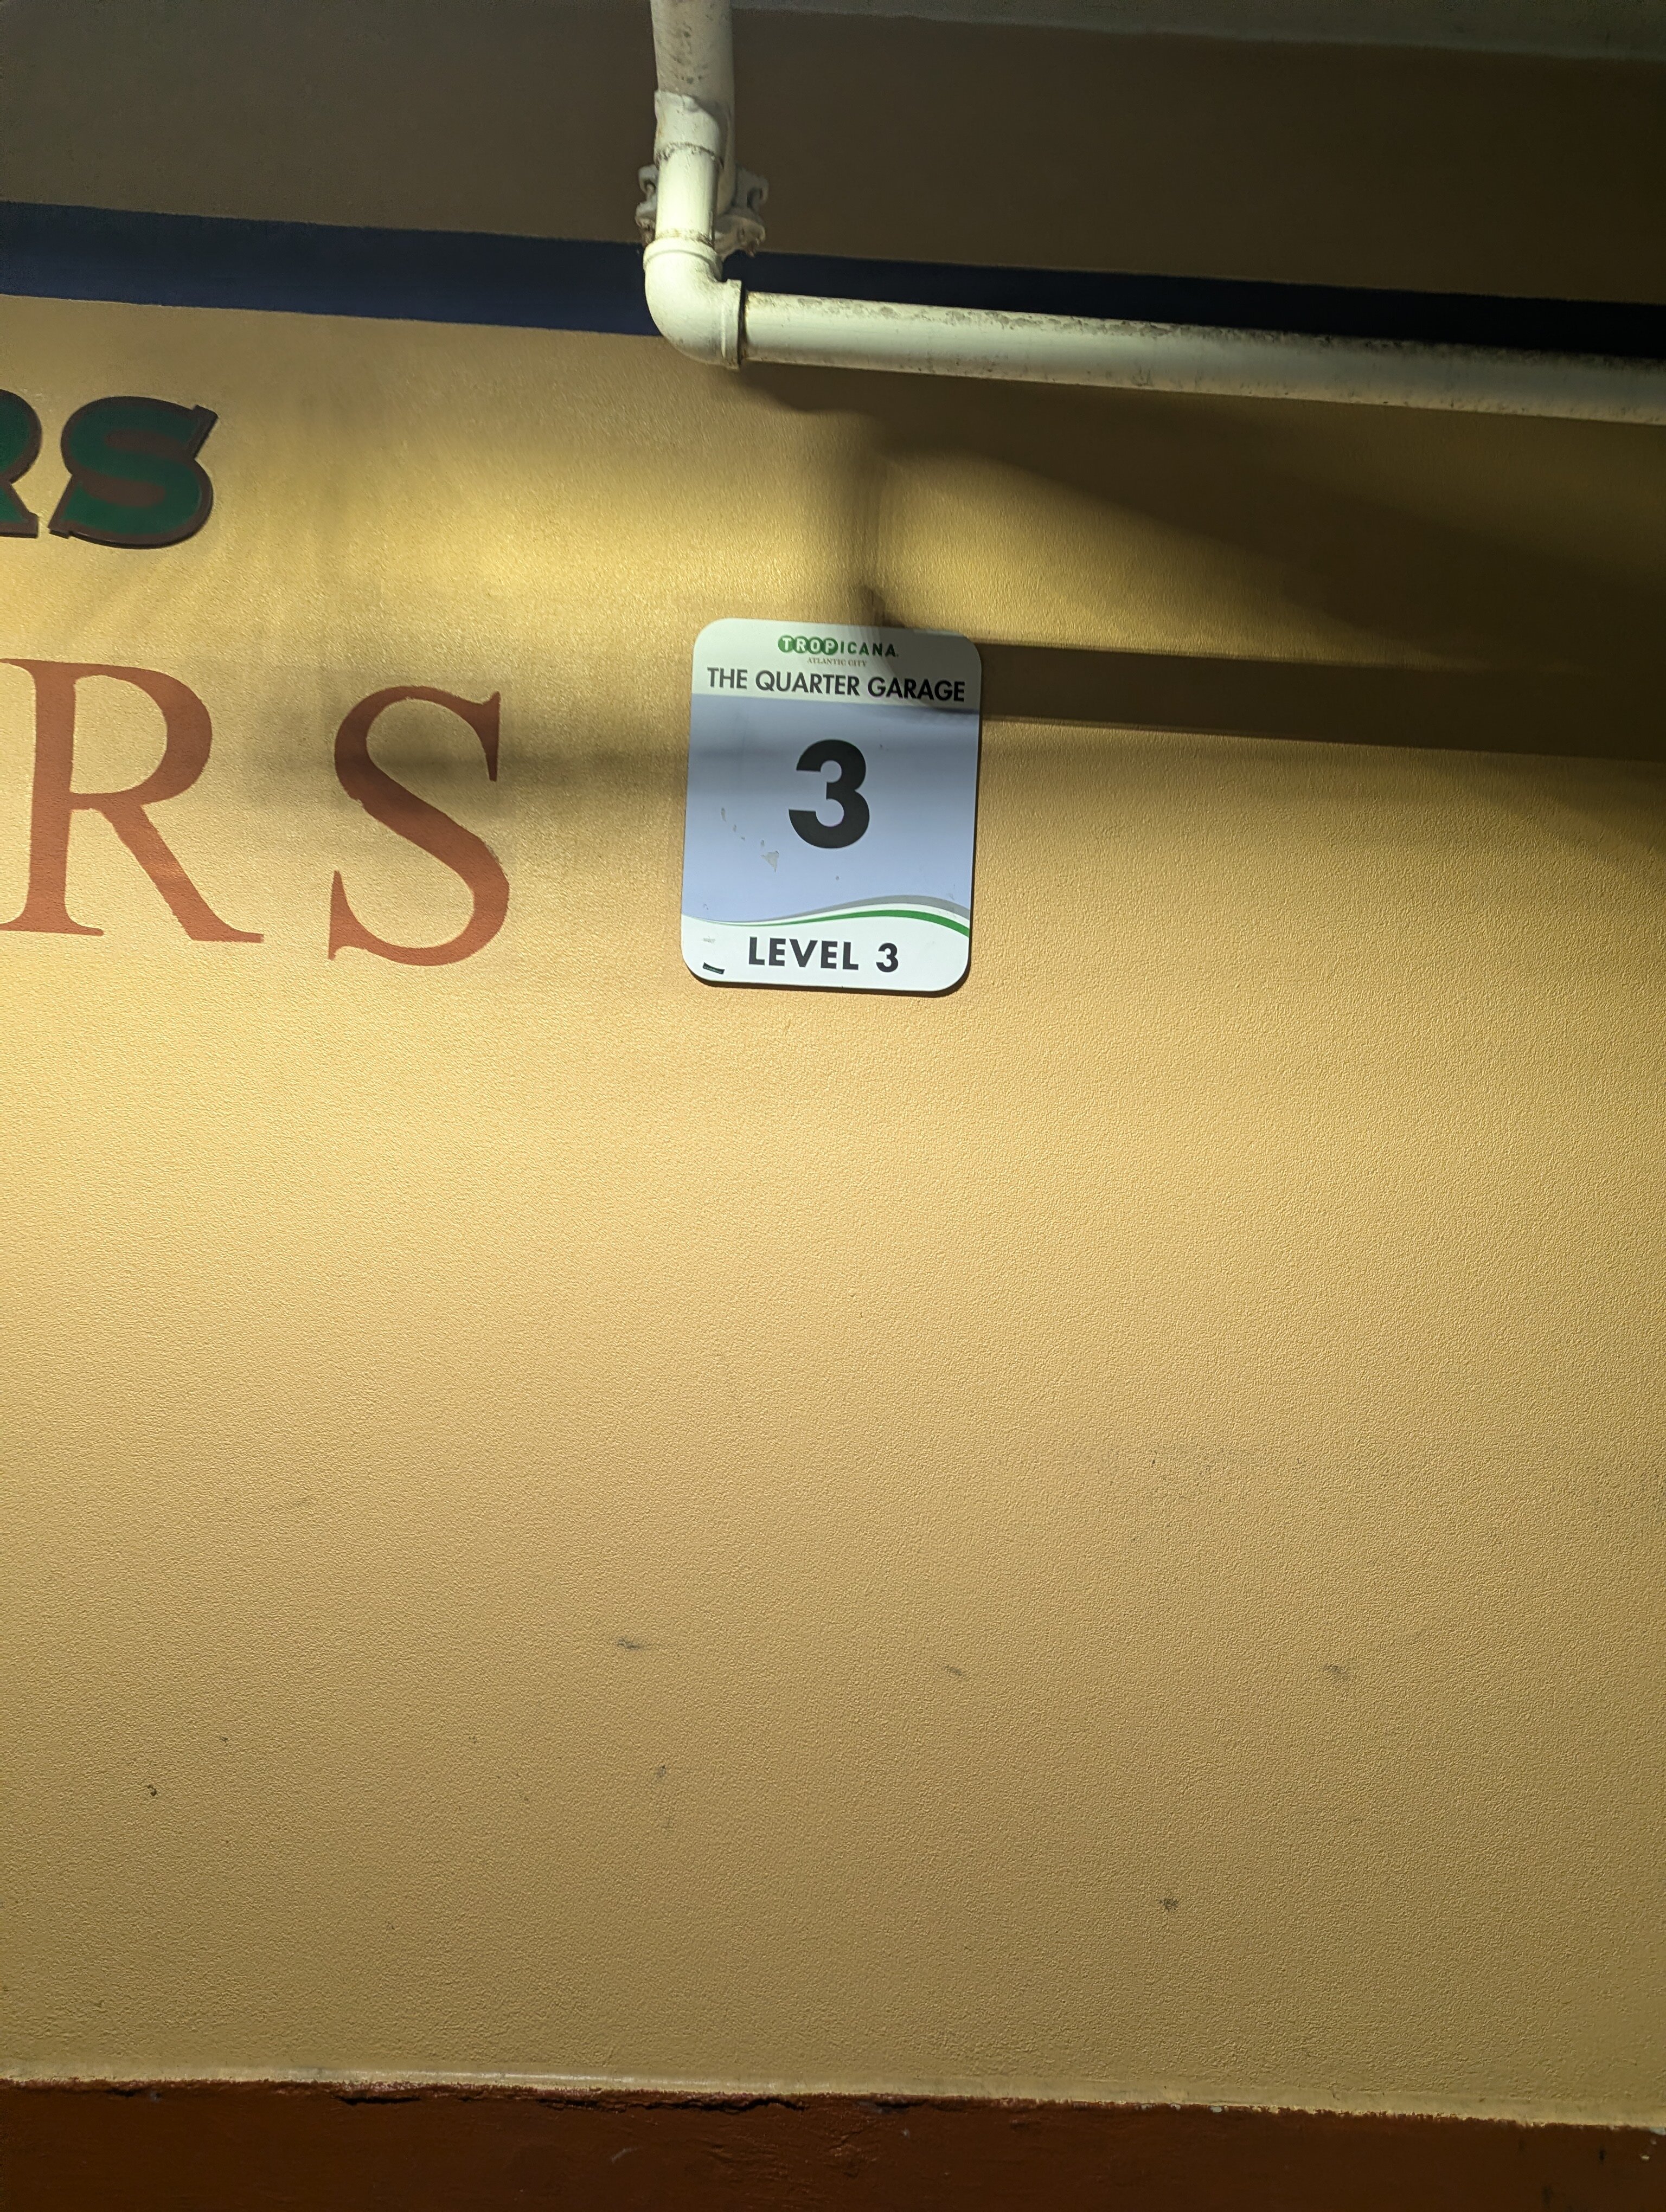 RS
RS
TROPICANA
ATLANTIC CITY
THE QUARTER GARAGE
3
LEVEL 3